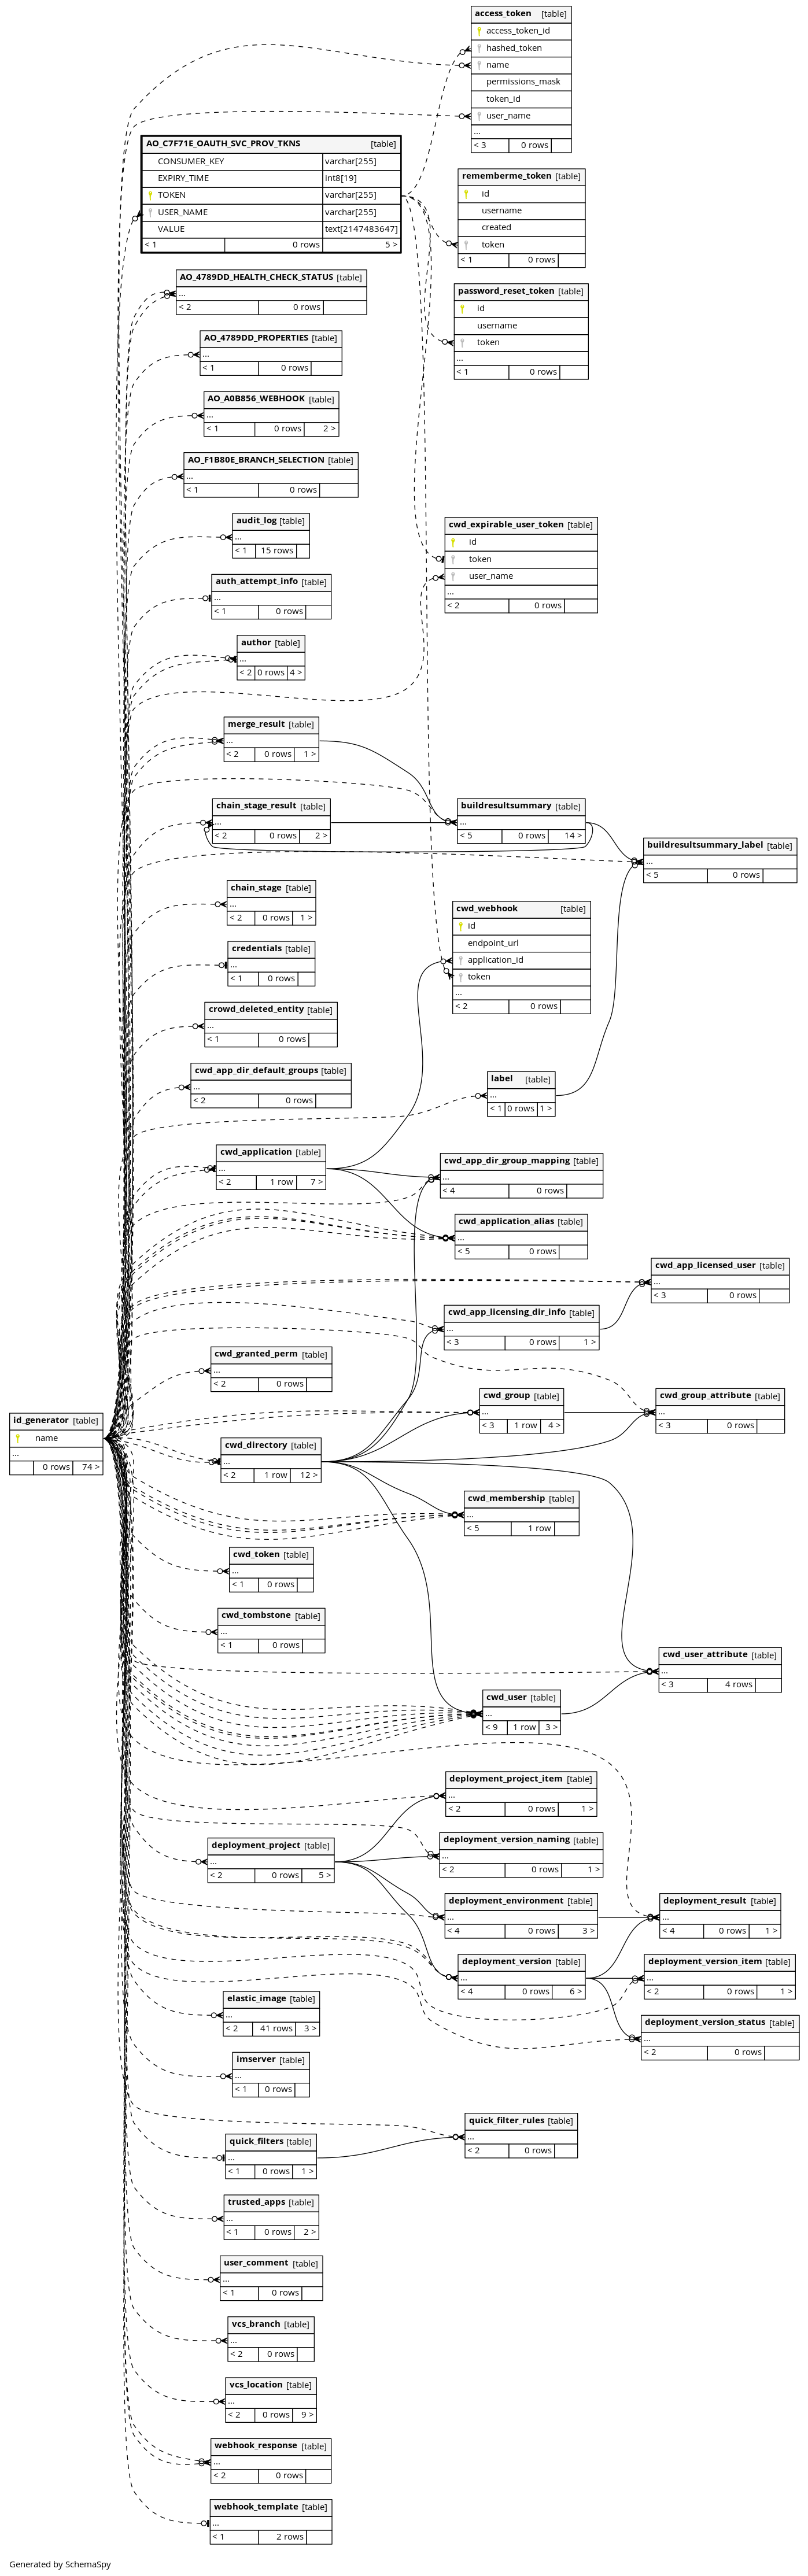 access_token [table]
access_token_id
hashed_token
name
permissions_mask
token_id
user_name
...
< 3 0 rows
AO_C7F71E_OAUTH_SVC_PROV_TKNS [table]
CONSUMER_KEY varchar[255]
EXPIRY_TIME int8[19]
TOKEN varchar[255]
USER_NAME varchar[255]
VALUE text[2147483647]
< 1 0 rows 5 >
rememberme_token [table]
id
username
created
token
< 1 0 rows
AO_4789DD_HEALTH_CHECK_STATUS [table]
...
< 2 0 rows
password_reset_token [table]
id
username
token
...
< 1 0 rows
AO_4789DD_PROPERTIES [table]
...
< 1 0 rows
AO_A0B856_WEBHOOK [table]
...
< 1 0 rows 2 >
AO_F1B80E_BRANCH_SELECTION [table]
...
< 1 0 rows
audit_log [table]
...
< 1 15 rows
cwd_expirable_user_token [table]
id
token
user_name
...
< 2 0 rows
auth_attempt_info [table]
...
< 1 0 rows
author [table]
...
< 2 0 rows 4 >
merge_result [table]
...
< 2 0 rows 1 >
chain_stage_result [table]
...
< 2 0 rows 2 >
buildresultsummary [table]
...
< 5 0 rows 14 >
buildresultsummary_label [table]
...
< 5 0 rows
chain_stage [table]
...
< 2 0 rows 1 >
cwd_webhook [table]
id
endpoint_url
application_id
token
...
< 2 0 rows
credentials [table]
...
< 1 0 rows
crowd_deleted_entity [table]
...
< 1 0 rows
cwd_app_dir_default_groups [table]
...
< 2 0 rows
label [table]
...
< 1 0 rows 1 >
cwd_application [table]
...
< 2 1 row 7 >
cwd_app_dir_group_mapping [table]
...
< 4 0 rows
cwd_application_alias [table]
...
< 5 0 rows
cwd_app_licensed_user [table]
...
< 3 0 rows
cwd_app_licensing_dir_info [table]
...
< 3 0 rows 1 >
cwd_granted_perm [table]
...
< 2 0 rows
cwd_group [table]
...
< 3 1 row 4 >
cwd_group_attribute [table]
...
< 3 0 rows
id_generator [table]
name
...
0 rows 74 >
cwd_directory [table]
...
< 2 1 row 12 >
cwd_membership [table]
...
< 5 1 row
cwd_token [table]
...
< 1 0 rows
cwd_tombstone [table]
...
< 1 0 rows
cwd_user_attribute [table]
...
< 3 4 rows
cwd_user [table]
...
< 9 1 row 3 >
deployment_project_item [table]
...
< 2 0 rows 1 >
deployment_project [table]
...
< 2 0 rows 5 >
deployment_version_naming [table]
...
< 2 0 rows 1 >
deployment_environment [table]
...
< 4 0 rows 3 >
deployment_result [table]
...
< 4 0 rows 1 >
deployment_version [table]
...
< 4 0 rows 6 >
deployment_version_item [table]
...
< 2 0 rows 1 >
elastic_image [table]
...
< 2 41 rows 3 >
deployment_version_status [table]
...
< 2 0 rows
imserver [table]
...
< 1 0 rows
quick_filter_rules [table]
...
< 2 0 rows
quick_filters [table]
...
< 1 0 rows 1 >
trusted_apps [table]
...
< 1 0 rows 2 >
user_comment [table]
...
< 1 0 rows
vcs_branch [table]
...
< 2 0 rows
vcs_location [table]
...
< 2 0 rows 9 >
webhook_response [table]
...
< 2 0 rows
webhook_template [table]
...
< 1 2 rows
Generated by SchemaSpy